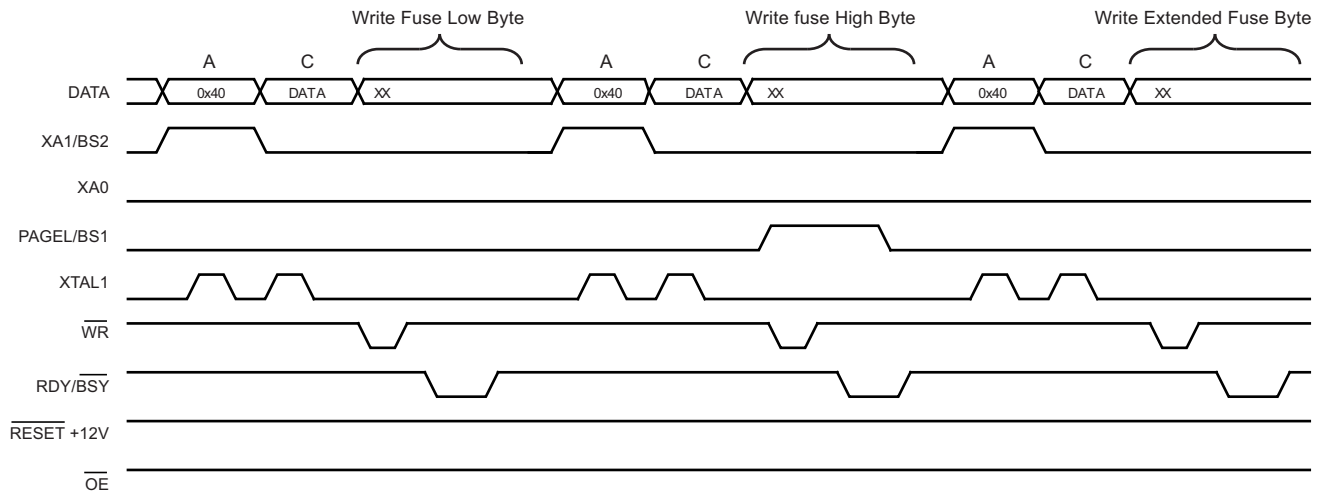 Write Fuse Low Byte Write fuse High Byte Write Extended Fuse Byte
A C A C A C
DATA 0x40 DATA XX 0x40 DATA XX 0x40 DATA XX
XA1/BS2
XA0
PAGEL/BS1
XTAL1
WR
RDY/BSY
RESET +12V
OE